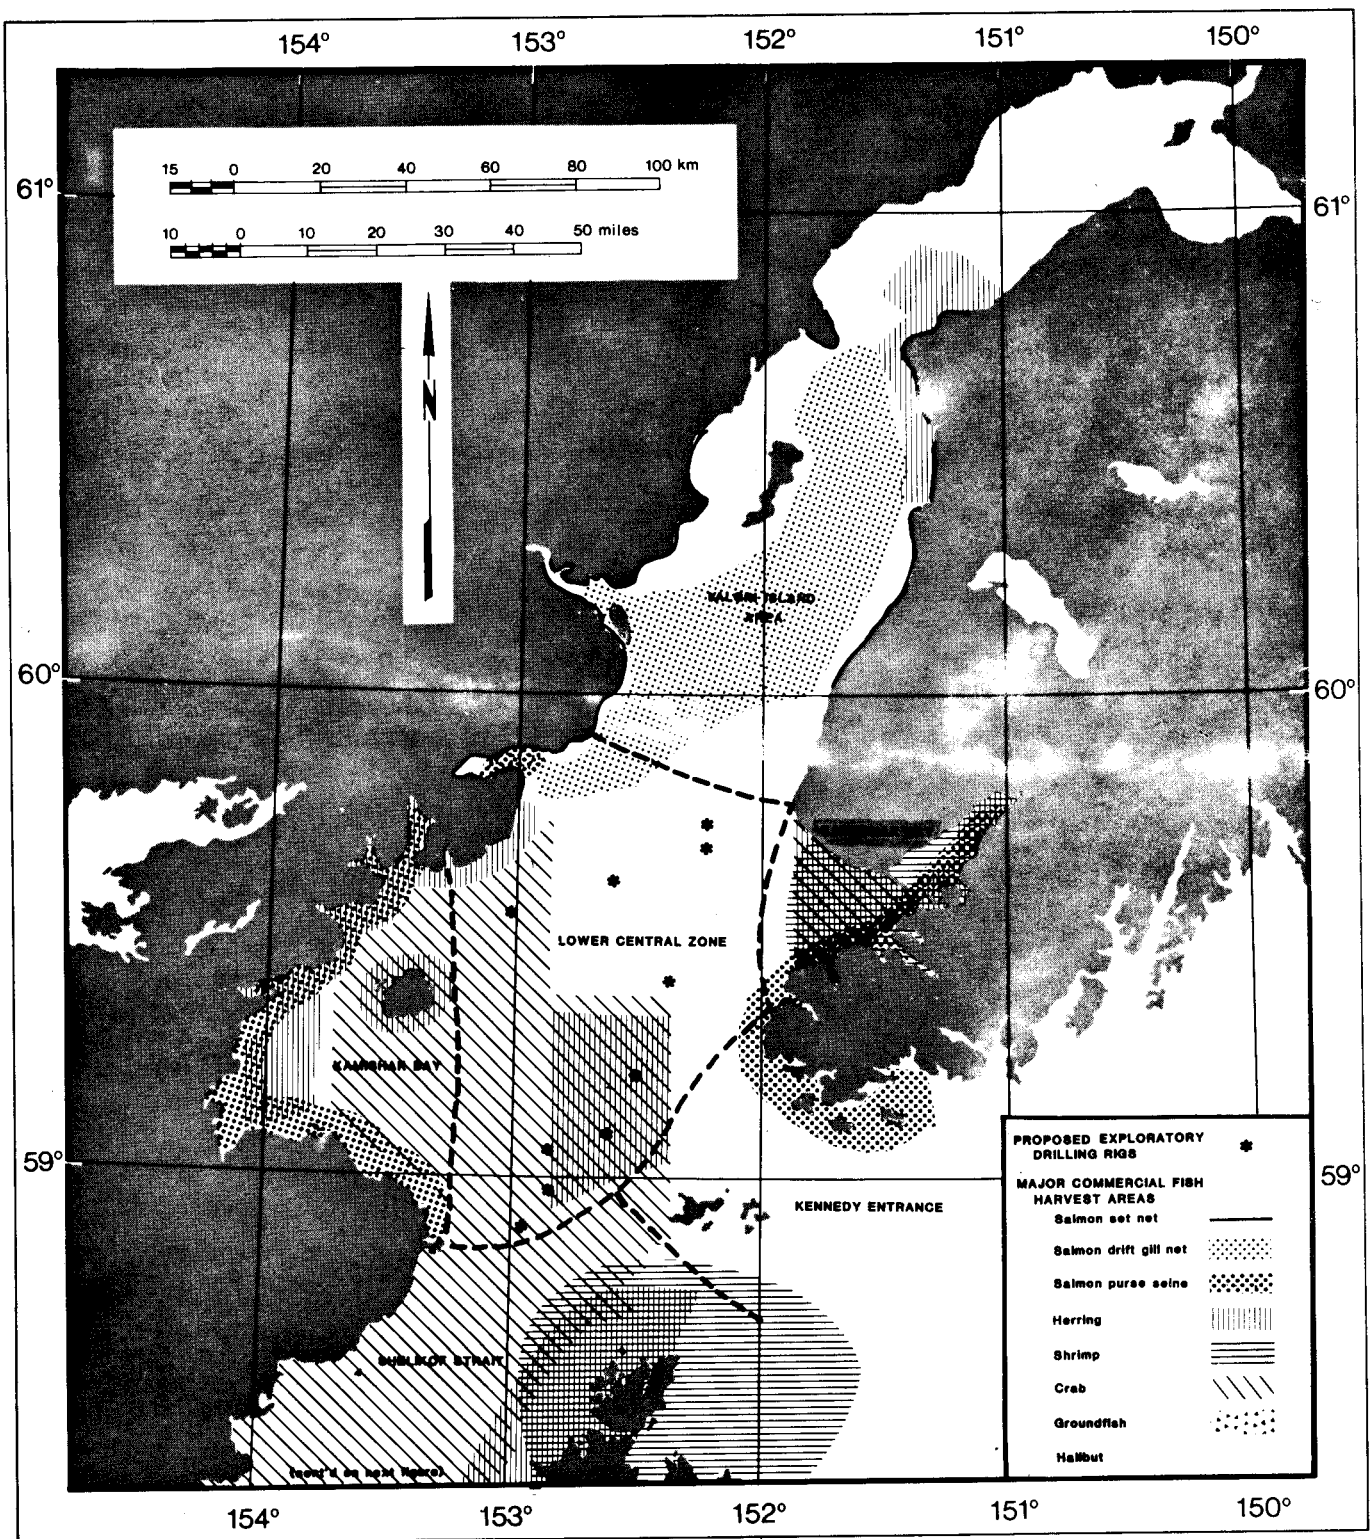 154° 153° 152° 151° 150°
15 0 20 40 60 80 100 km
61° 61°
10 0 10 20 30 40 50 miles
N
KALGIN ISLAND
AREA
60° 60°
LOWER CENTRAL ZONE
KAMISHAK BAY
PROPOSED EXPLORATORY
DRILLING RIGS
59° 59°
MAJOR COMMERCIAL FISH
HARVEST AREAS
KENNEDY ENTRANCE
Salmon set net
Salmon drift gill net
Salmon purse seine
Herring
Shrimp
SHELIKOF STRAIT
Crab
Groundfish
Halibut
(cont'd on next figure)
154° 153° 152° 151° 150°